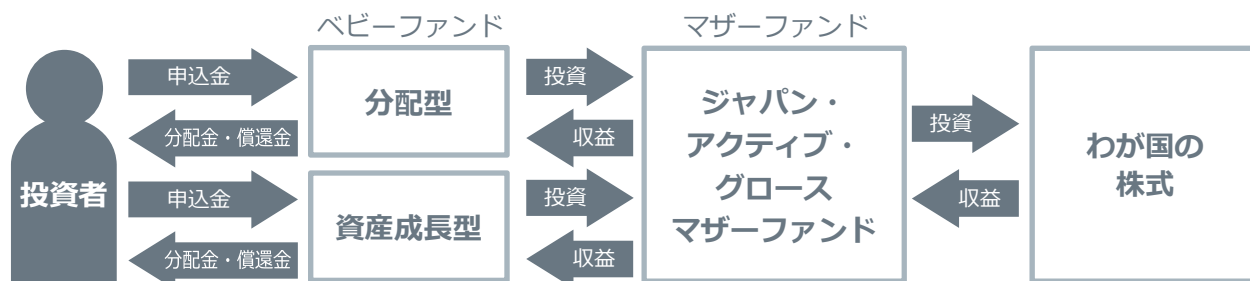 ベビーファンド
マザーファンド
投資者
申込金
分配金・償還金
申込金
分配金・償還金
分配型
資産成長型
投資
収益
投資
収益
ジャパン・
アクティブ・
グロース
マザーファンド
投資
収益
わが国の
株式